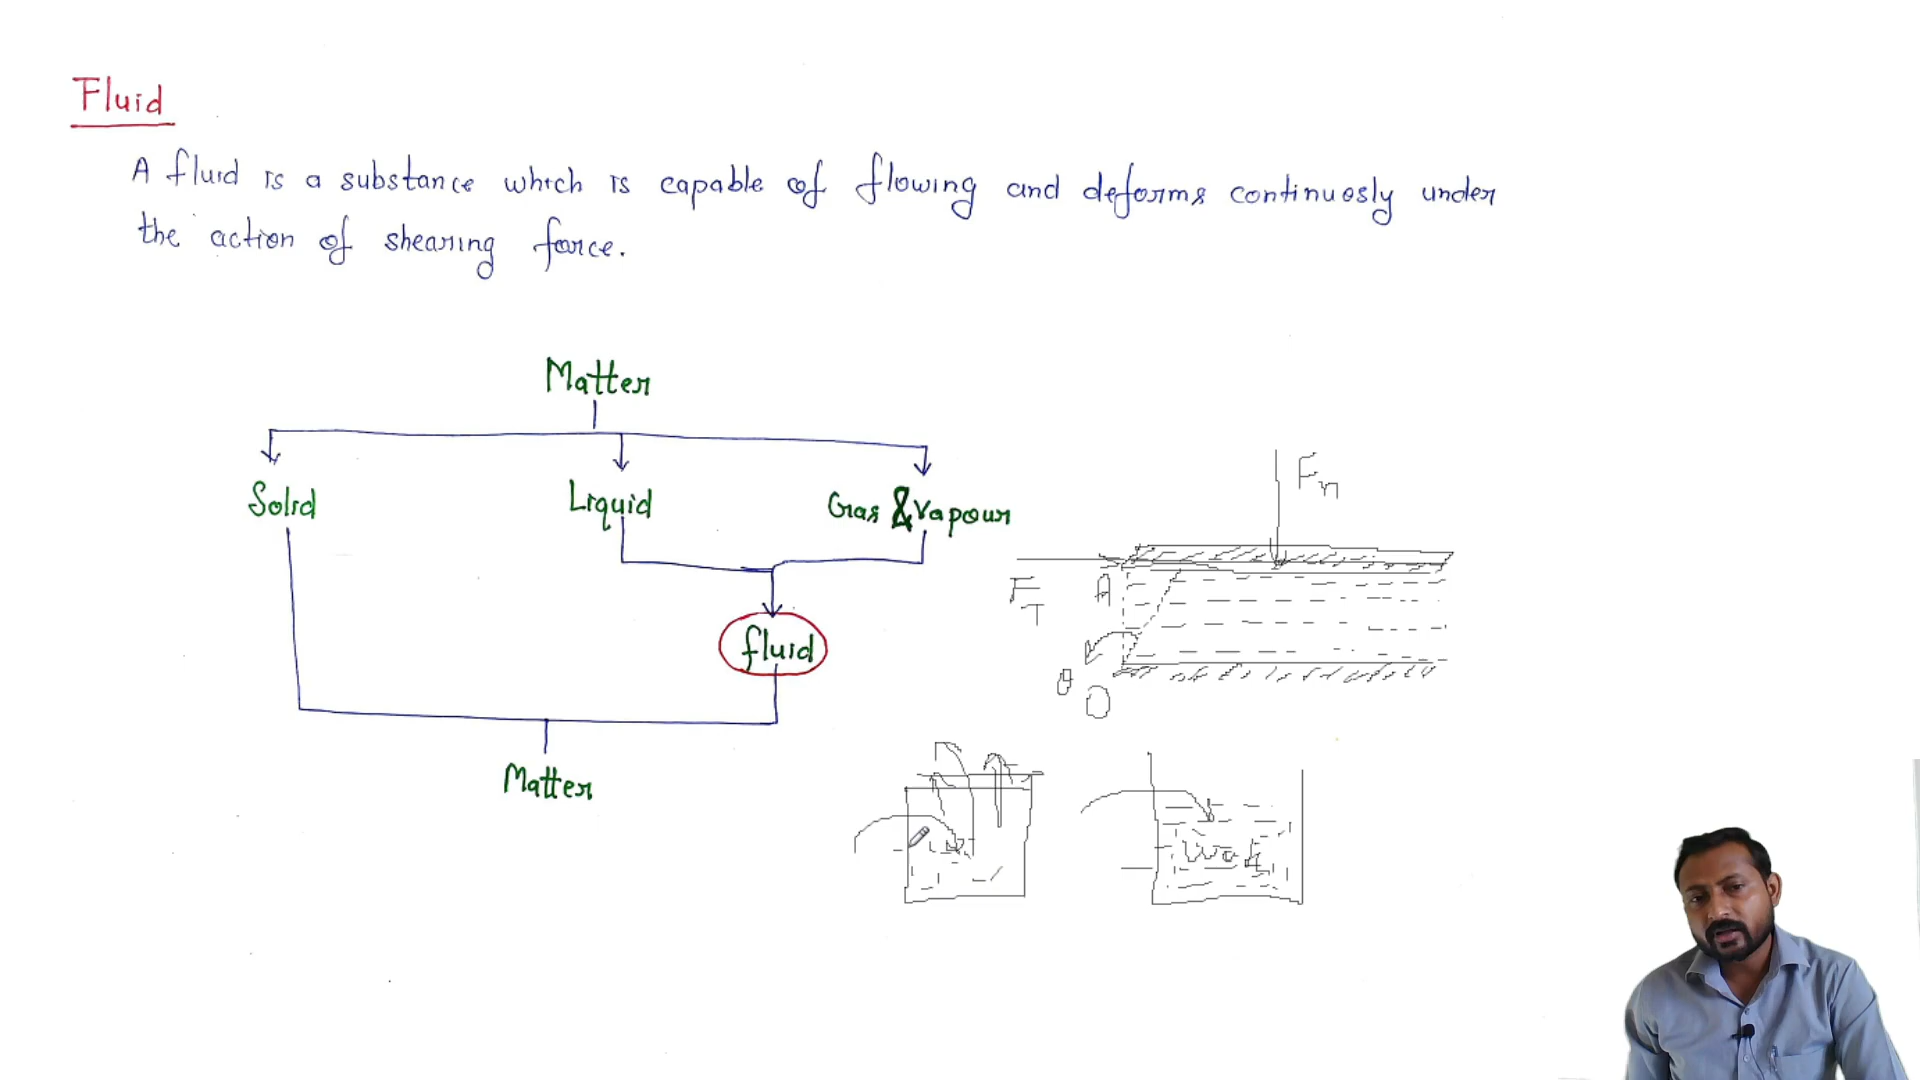 Fluid
A fluid is a substance which is capable of flowing and deforms continuosly under
the action of shearing force.
Matter
Solid Liquid Gas & Vapour
fluid
Matter
Fn
FT A
θ O